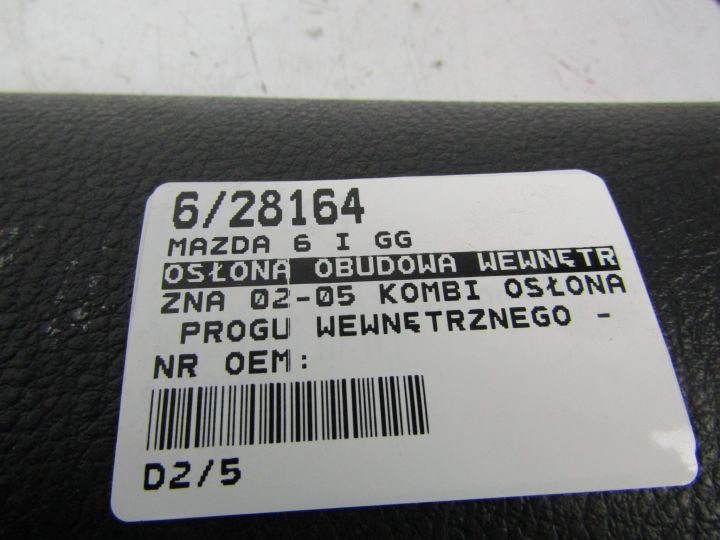 6/28164
MAZDA 6 I GG
OSŁONA OBUDOWA WEWNĘTR
ZNA 02-05 KOMBI OSŁONA
PROGU WEWNĘTRZNEGO -
NR OEM:
D2/5